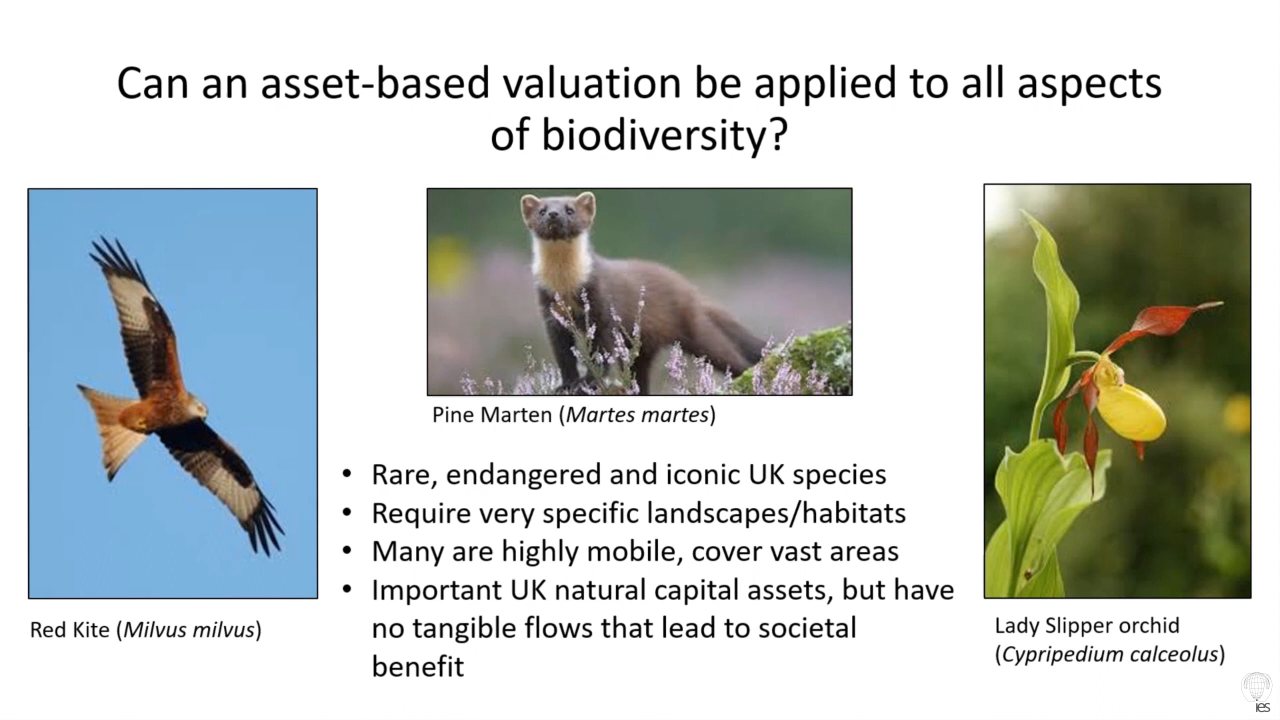 Can an asset-based valuation be applied to all aspects
of biodiversity?
Pine Marten (Martes martes)
• Rare, endangered and iconic UK species
• Require very specific landscapes/habitats
• Many are highly mobile, cover vast areas
• Important UK natural capital assets, but have
no tangible flows that lead to societal
benefit
Red Kite (Milvus milvus)
Lady Slipper orchid
(Cypripedium calceolus)
ies